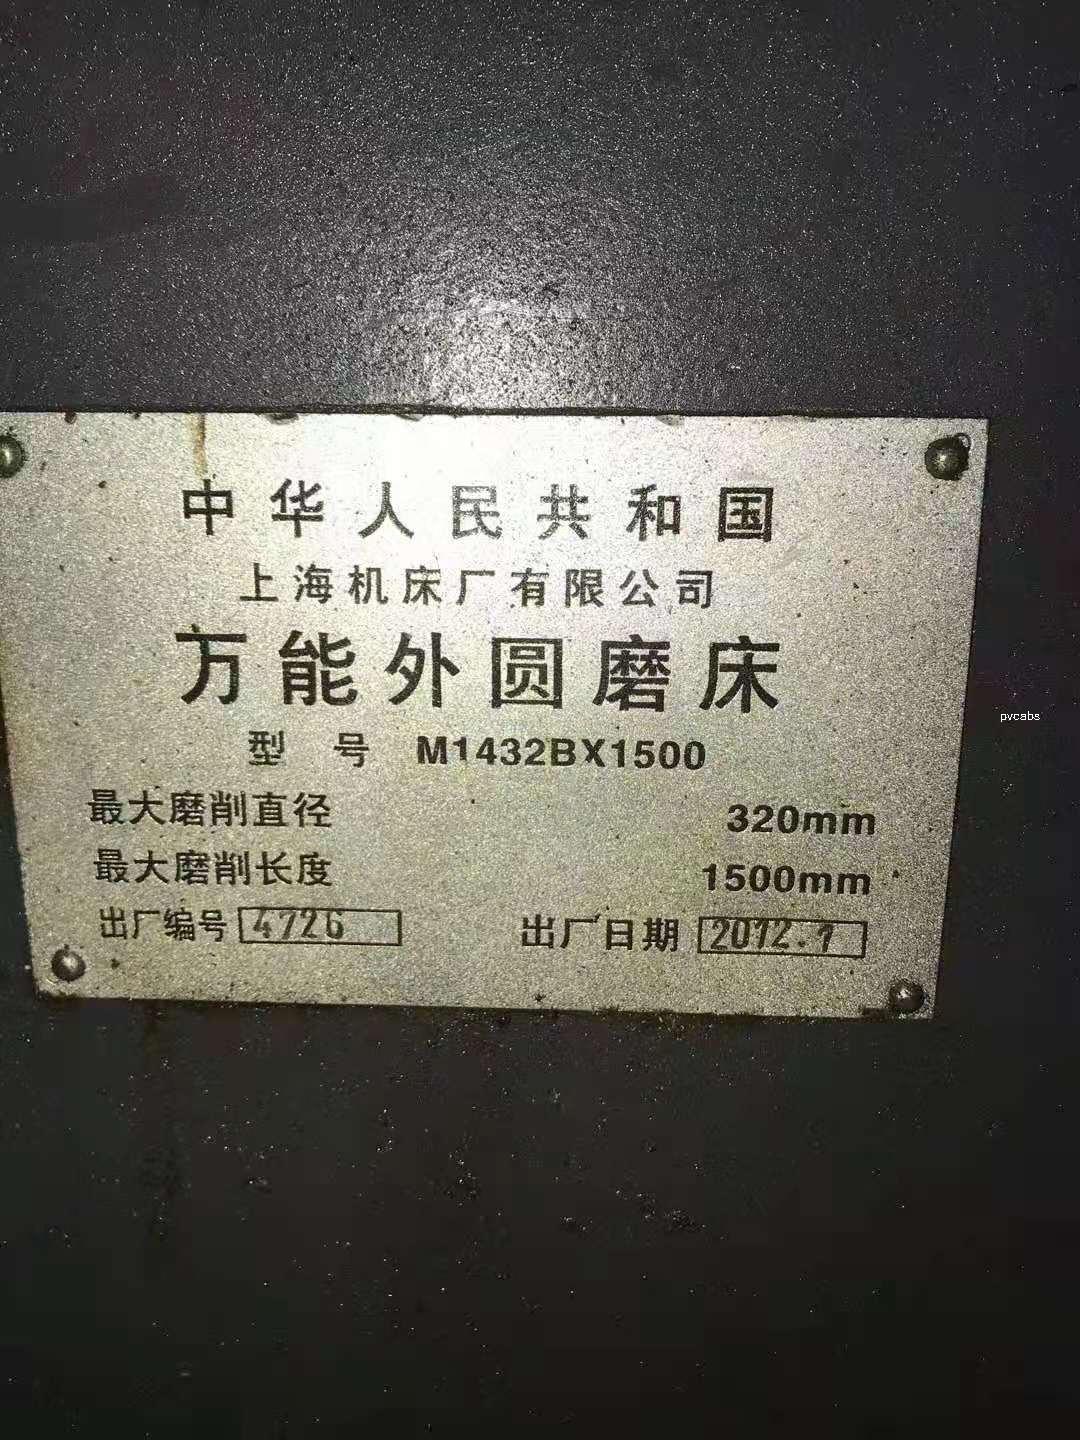 中华人民共和国
上海机床厂有限公司
万能外圆磨床
型号 M1432BX1500
最大磨削直径 320mm
最大磨削长度 1500mm
出厂编号 4726 出厂日期 2012.1
pvcabs